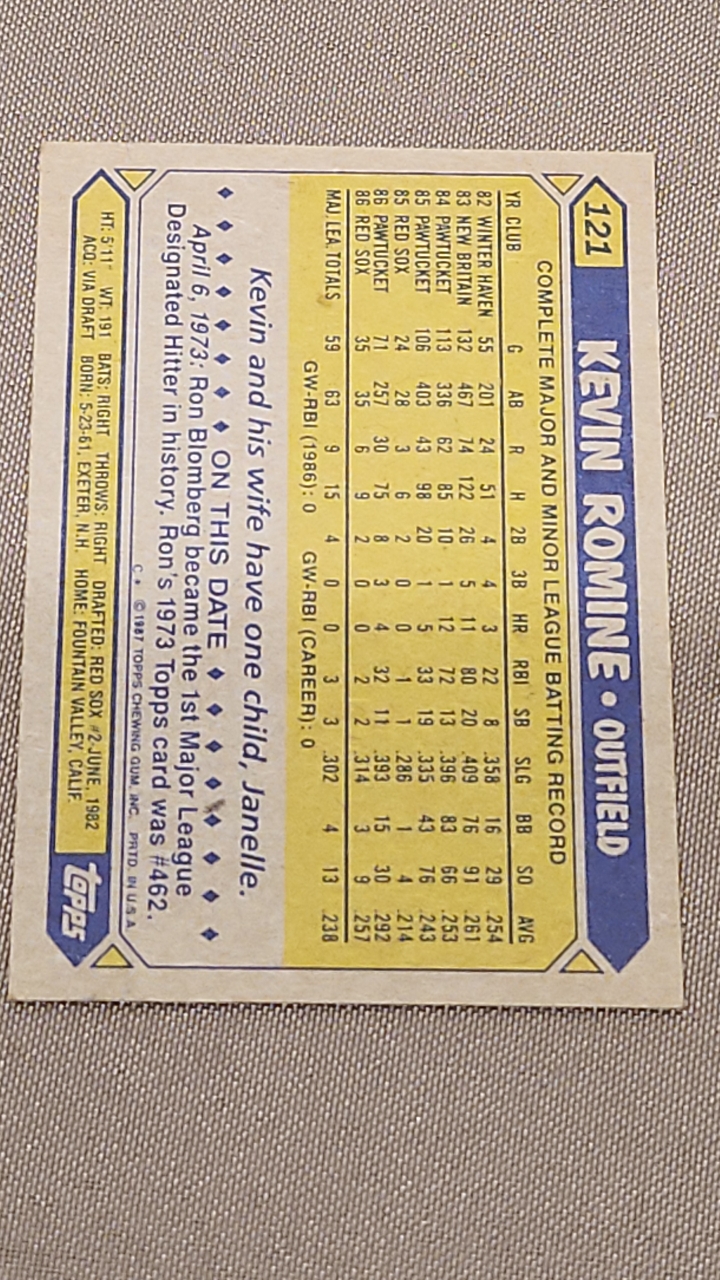 121 KEVIN ROMINE • OUTFIELD
COMPLETE MAJOR AND MINOR LEAGUE BATTING RECORD
YR CLUB G AB R H 2B 3B HR RBI SB SLG BB SO AVG
82 WINTER HAVEN 55 201 24 51 4 4 3 22 8 .358 16 29 .254
83 NEW BRITAIN 132 467 74 122 26 5 11 80 20 .409 76 91 .261
84 PAWTUCKET 113 336 62 85 10 1 12 72 13 .396 83 66 .253
85 PAWTUCKET 106 403 43 98 20 1 5 33 19 .335 43 76 .243
85 RED SOX 24 28 3 6 2 0 0 1 1 .286 1 4 .214
86 PAWTUCKET 71 257 30 75 8 3 4 32 11 .393 15 30 .292
86 RED SOX 35 35 6 9 2 0 0 2 2 .314 3 9 .257
MAJ. LEA. TOTALS 59 63 9 15 4 0 0 3 3 .302 4 13 .238
GW-RBI (1986): 0 GW-RBI (CAREER): 0
Kevin and his wife have one child, Janelle.
ON THIS DATE
April 6, 1973: Ron Blomberg became the 1st Major League
Designated Hitter in history. Ron's 1973 Topps card was #462.
C* ©1987 TOPPS CHEWING GUM, INC. PRTD. IN U.S.A.
HT: 5'11" WT: 191 BATS: RIGHT THROWS: RIGHT DRAFTED: RED SOX #2-JUNE, 1982
ACQ: VIA DRAFT BORN: 5-23-61, EXETER, N.H. HOME: FOUNTAIN VALLEY, CALIF.
topps